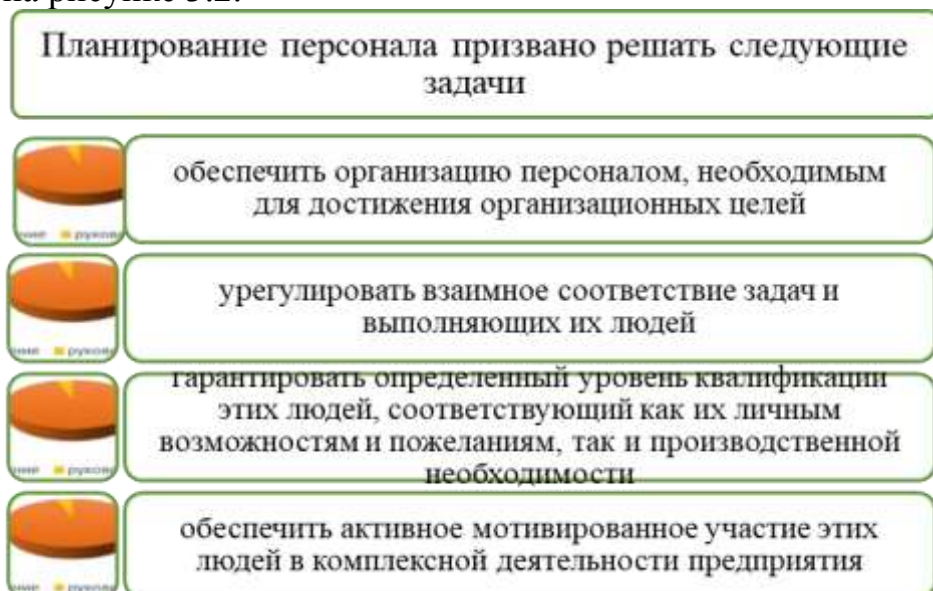 на рисунке 3.2.
Планирование персонала призвано решать следующие
задачи
обеспечить организацию персоналом, необходимым
для достижения организационных целей
урегулировать взаимное соответствие задач и
выполняющих их людей
гарантировать определенный уровень квалификации
этих людей, соответствующий как их личным
возможностям и пожеланиям, так и производственной
необходимости
обеспечить активное мотивированное участие этих
людей в комплексной деятельности предприятия